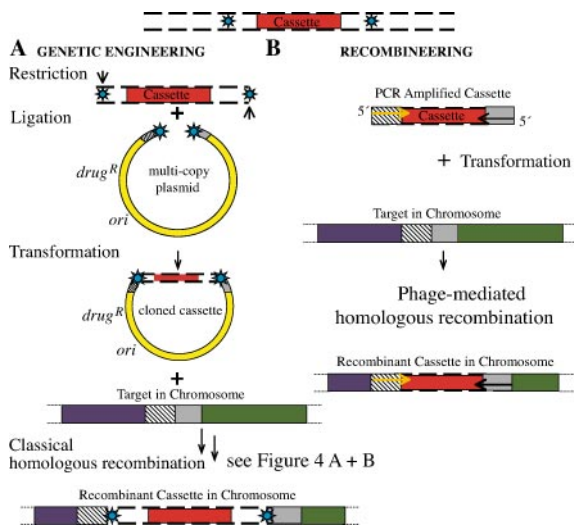 Cassette
A GENETIC ENGINEERING
Restriction
Cassette
+
Ligation
drugR
multi-copy
plasmid
ori
Transformation
cloned cassette
drugR
ori
+
Target in Chromosome
Classical
homologous recombination
see Figure 4 A + B
Recombinant Cassette in Chromosome
B RECOMBINEERING
PCR Amplified Cassette
5´ Cassette 5´
+ Transformation
Target in Chromosome
Phage-mediated
homologous recombination
Recombinant Cassette in Chromosome